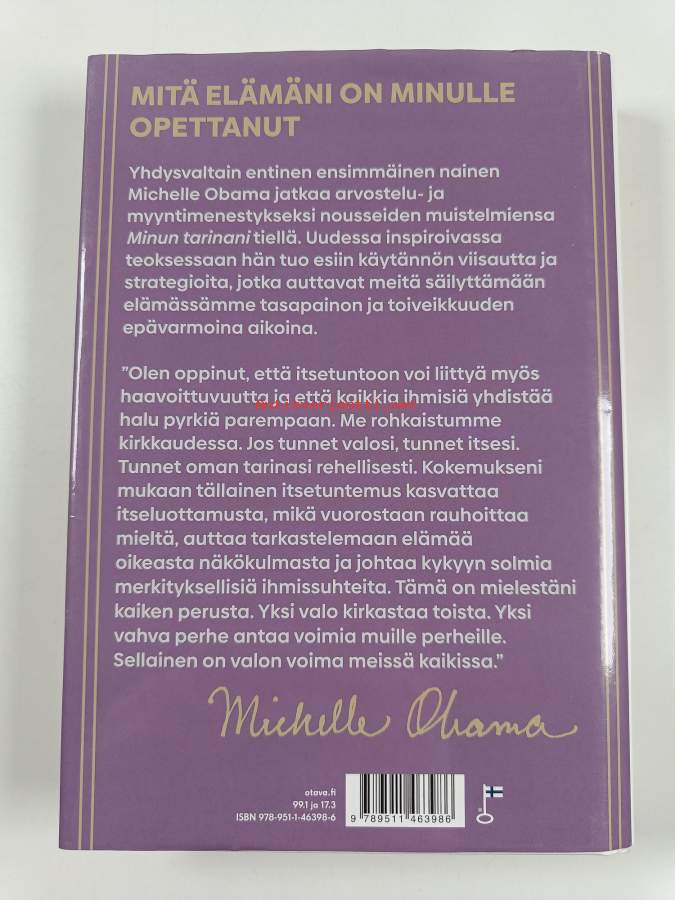 MITÄ ELÄMÄNI ON MINULLE
OPETTANUT
Yhdysvaltain entinen ensimmäinen nainen
Michelle Obama jatkaa arvostelu- ja
myyntimenestykseksi nousseiden muistelmiensa
Minun tarinani tiellä. Uudessa inspiroivassa
teoksessaan hän tuo esiin käytännön viisautta ja
strategioita, jotka auttavat meitä säilyttämään
elämässämme tasapainon ja toiveikkuuden
epävarmoina aikoina.
”Olen oppinut, että itsetuntoon voi liittyä myös
haavoittuvuutta ja että kaikkia ihmisiä yhdistää
halu pyrkiä parempaan. Me rohkaistumme
kirkkaudessa. Jos tunnet valosi, tunnet itsesi.
Tunnet oman tarinasi rehellisesti. Kokemukseni
mukaan tällainen itsetuntemus kasvattaa
itseluottamusta, mikä vuorostaan rauhoittaa
mieltä, auttaa tarkastelemaan elämää
oikeasta näkökulmasta ja johtaa kykyyn solmia
merkityksellisiä ihmissuhteita. Tämä on mielestäni
kaiken perusta. Yksi valo kirkastaa toista. Yksi
vahva perhe antaa voimia muille perheille.
Sellainen on valon voima meissä kaikissa.”
Michelle Obama
otava.fi
99.1 ja 17.3
ISBN 978-951-1-46398-6
9 789511 463986